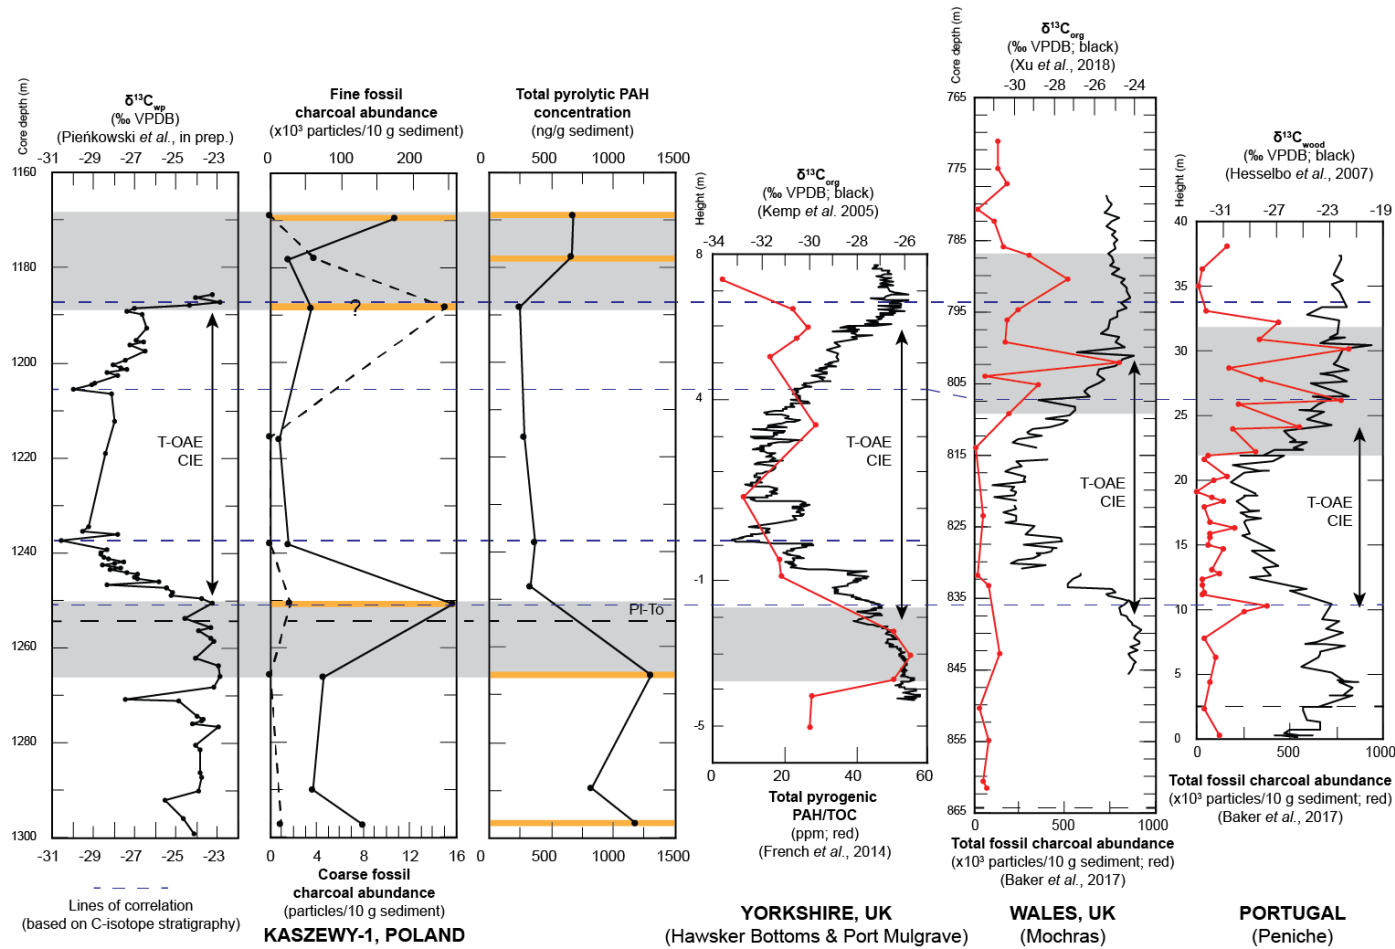 δ¹³C_wp
(‰ VPDB)
(Pieńkowski et al., in prep.)
Core depth (m)
-31 -29 -27 -25 -23
1160
1180
1200
1220
1240
1260
1280
1300
-31 -29 -27 -25 -23
T-OAE
CIE
Lines of correlation
(based on C-isotope stratigraphy)
Fine fossil
charcoal abundance
(x10³ particles/10 g sediment)
0 100 200
?
0 4 8 12 16
Coarse fossil
charcoal abundance
(particles/10 g sediment)
KASZEWY-1, POLAND
Total pyrolytic PAH
concentration
(ng/g sediment)
0 500 1000 1500
Pl-To
0 500 1000 1500
δ¹³C_org
(‰ VPDB; black)
(Kemp et al. 2005)
Height (m)
-34 -32 -30 -28 -26
8
4
-1
-5
T-OAE
CIE
0 20 40 60
Total pyrogenic
PAH/TOC
(ppm; red)
(French et al., 2014)
YORKSHIRE, UK
(Hawsker Bottoms & Port Mulgrave)
δ¹³C_org
(‰ VPDB; black)
(Xu et al., 2018)
Core depth (m)
-30 -28 -26 -24
765
775
785
795
805
815
825
835
845
855
865
T-OAE
CIE
0 500 1000
Total fossil charcoal abundance
(x10³ particles/10 g sediment; red)
(Baker et al., 2017)
WALES, UK
(Mochras)
δ¹³C_wood
(‰ VPDB; black)
(Hesselbo et al., 2007)
Height (m)
-31 -27 -23 -19
40
35
30
25
20
15
10
5
0
T-OAE
CIE
500 1000
Total fossil charcoal abundance
(x10³ particles/10 g sediment; red)
(Baker et al., 2017)
PORTUGAL
(Peniche)